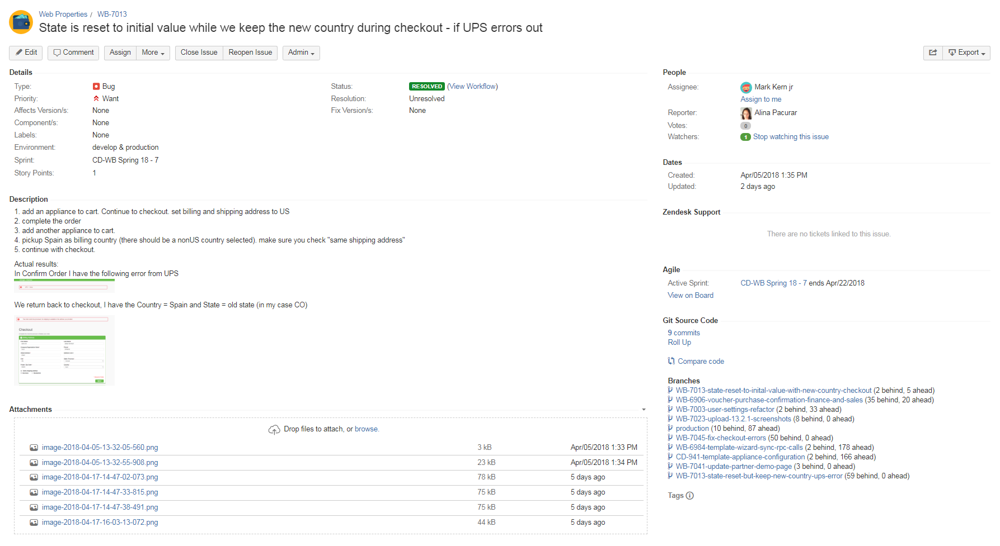 Web Properties / WB-7013
State is reset to initial value while we keep the new country during checkout - if UPS errors out
Edit Comment Assign More Close Issue Reopen Issue Admin Export
Details
Type: Bug
Priority: Want
Affects Version/s: None
Component/s: None
Labels: None
Environment: develop & production
Sprint: CD-WB Spring 18 - 7
Story Points: 1
Status: RESOLVED (View Workflow)
Resolution: Unresolved
Fix Version/s: None
Description
1. add an appliance to cart. Continue to checkout. set billing and shipping address to US
2. complete the order
3. add another appliance to cart.
4. pickup Spain as billing country (there should be a nonUS country selected). make sure you check "same shipping address"
5. continue with checkout.
Actual results:
In Confirm Order I have the following error from UPS
We return back to checkout, I have the Country = Spain and State = old state (in my case CO)
Checkout
Attachments
Drop files to attach, or browse.
image-2018-04-05-13-32-05-560.png 3 kB Apr/05/2018 1:33 PM
image-2018-04-05-13-32-55-908.png 23 kB Apr/05/2018 1:34 PM
image-2018-04-17-14-47-02-073.png 78 kB 5 days ago
image-2018-04-17-14-47-33-815.png 75 kB 5 days ago
image-2018-04-17-14-47-38-491.png 75 kB 5 days ago
image-2018-04-17-16-03-13-072.png 44 kB 5 days ago
People
Assignee: Mark Kern jr
Assign to me
Reporter: Alina Pacurar
Votes: 0
Watchers: 1 Stop watching this issue
Dates
Created: Apr/05/2018 1:35 PM
Updated: 2 days ago
Zendesk Support
There are no tickets linked to this issue.
Agile
Active Sprint: CD-WB Spring 18 - 7 ends Apr/22/2018
View on Board
Git Source Code
9 commits
Roll Up
Compare code
Branches
WB-7013-state-reset-to-inital-value-with-new-country-checkout (2 behind, 5 ahead)
WB-6906-voucher-purchase-confirmation-finance-and-sales (35 behind, 20 ahead)
WB-7003-user-settings-refactor (2 behind, 33 ahead)
WB-7023-upload-13.2.1-screenshots (8 behind, 0 ahead)
production (10 behind, 87 ahead)
WB-7045-fix-checkout-errors (50 behind, 0 ahead)
WB-6984-template-wizard-sync-rpc-calls (2 behind, 178 ahead)
CD-941-template-appliance-configuration (2 behind, 166 ahead)
WB-7041-update-partner-demo-page (3 behind, 0 ahead)
WB-7013-state-reset-but-keep-new-country-ups-error (59 behind, 0 ahead)
Tags